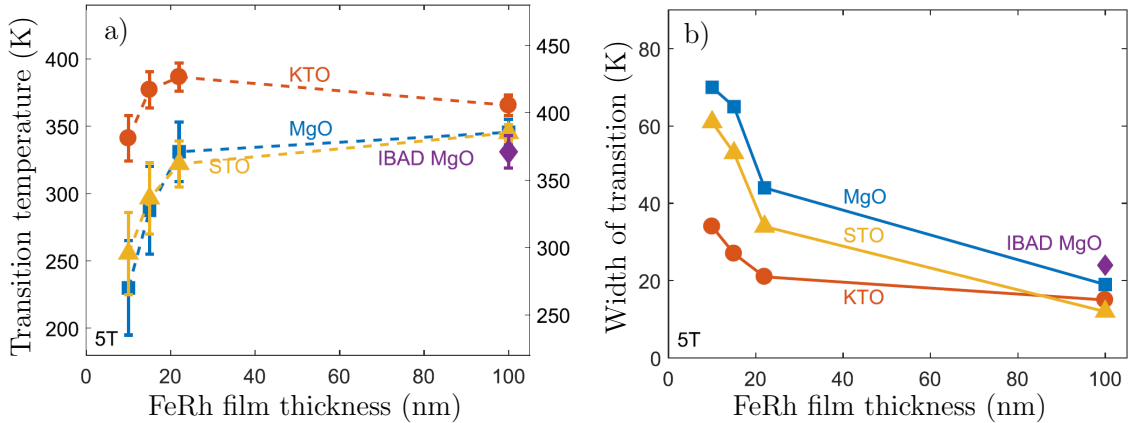 a)
Transition temperature (K)
400
350
300
250
200
450
400
350
300
250
KTO
MgO
STO
IBAD MgO
5T
0 20 40 60 80 100
FeRh film thickness (nm)
b)
Width of transition (K)
80
60
40
20
0
MgO
STO
IBAD MgO
KTO
5T
0 20 40 60 80 100
FeRh film thickness (nm)